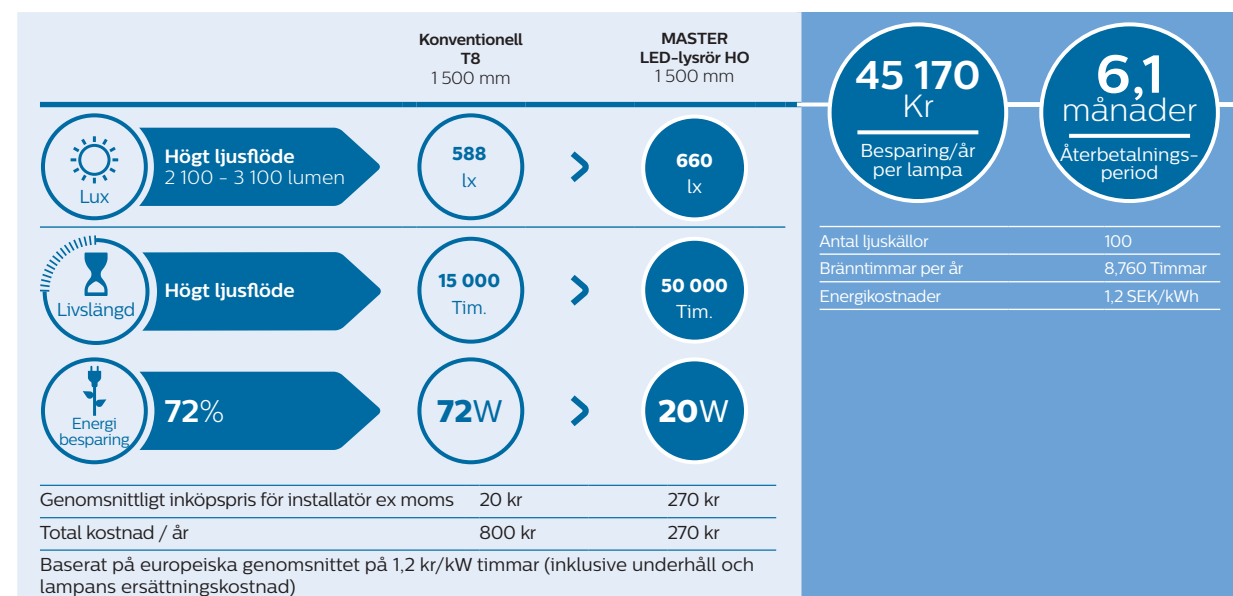 Konventionell
T8
1 500 mm
MASTER
LED-lysrör HO
1 500 mm
Lux
Högt ljusflöde
2 100 - 3 100 lumen
588
lx
>
660
lx
Livslängd
Högt ljusflöde
15 000
Tim.
>
50 000
Tim.
Energi
besparing
72%
72W
>
20W
Genomsnittligt inköpspris för installatör ex moms 20 kr 270 kr
Total kostnad / år 800 kr 270 kr
Baserat på europeiska genomsnittet på 1,2 kr/kW timmar (inklusive underhåll och
lampans ersättningskostnad)
45 170
Kr
Besparing/år
per lampa
6,1
månader
Återbetalnings-
period
Antal ljuskällor 100
Bränntimmar per år 8,760 Timmar
Energikostnader 1,2 SEK/kWh